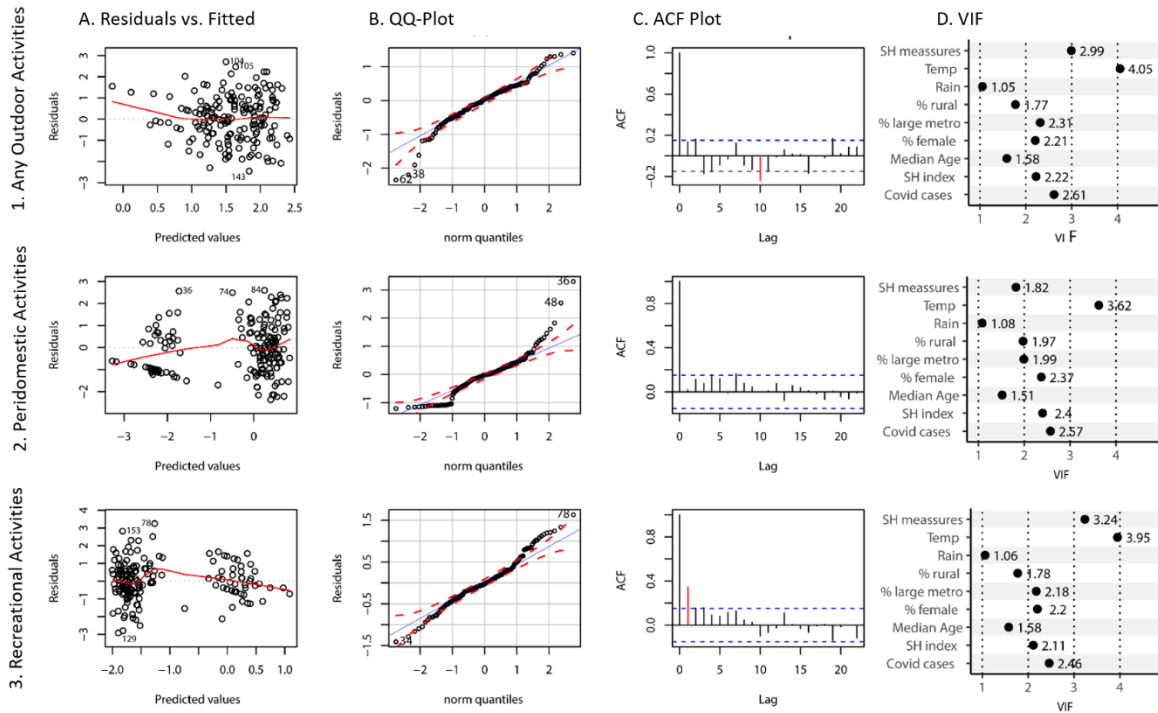 A. Residuals vs. Fitted
B. QQ-Plot
C. ACF Plot
D. VIF
1. Any Outdoor Activities
Residuals
3
2
1
0
−1
−3
104
105
143
0.0 0.5 1.0 1.5 2.0 2.5
Predicted values
Residuals
1
0
−1
−2
62
38
−2 −1 0 1 2
norm quantiles
ACF
1.0
0.6
0.2
−0.2
0 5 10 15 20
Lag
SH meassures
Temp
Rain
% rural
% large metro
% female
Median Age
SH index
Covid cases
2.99
4.05
1.05
1.77
2.31
2.21
1.58
2.22
2.61
1 2 3 4
VI F
2. Peridomestic Activities
Residuals
3
2
1
0
−2
36
74
84
−3 −2 −1 0
Predicted values
Residuals
3
2
1
0
−1
36
48
−2 −1 0 1 2
norm quantiles
ACF
0.8
0.4
0.0
0 5 10 15 20
Lag
SH measures
Temp
Rain
% rural
% large metro
% female
Median Age
SH index
Covid cases
1.82
3.62
1.08
1.97
1.99
2.37
1.51
2.4
2.57
1 2 3 4
VIF
3. Recreational Activities
Residuals
4
3
2
1
0
−1
−3
153
78
129
−2.0 −1.0 0.0 0.5 1.0
Predicted values
Residuals
1.5
0.5
−0.5
−1.5
78
34
−2 −1 0 1 2
norm quantiles
ACF
0.8
0.4
0.0
0 5 10 15 20
Lag
SH measures
Temp
Rain
% rural
% large metro
% female
Median Age
SH index
Covid cases
3.24
3.95
1.06
1.78
2.18
2.2
1.58
2.11
2.46
1 2 3 4
VIF